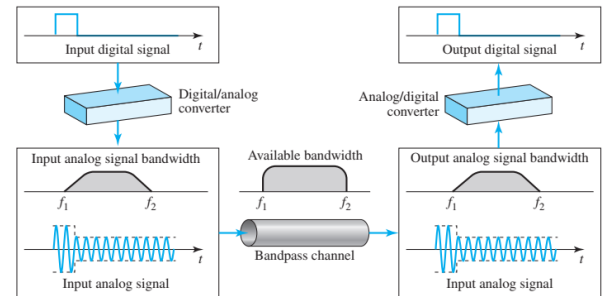 t
Input digital signal
t
Output digital signal
Digital/analog
converter
Analog/digital
converter
Input analog signal bandwidth
f1 f2
t
Input analog signal
Available bandwidth
f1 f2
Bandpass channel
Output analog signal bandwidth
f1 f2
t
Output analog signal